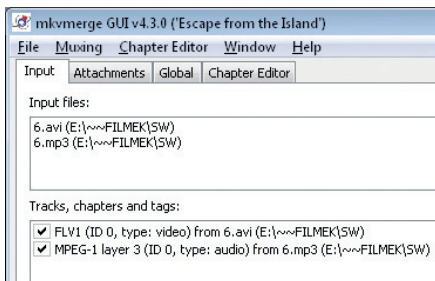 mkvmerge GUI v4.3.0 ('Escape from the Island')
File Muxing Chapter Editor Window Help
Input Attachments Global Chapter Editor
Input files:
6.avi (E:\~~FILMEK\SW)
6.mp3 (E:\~~FILMEK\SW)
Tracks, chapters and tags:
FLV1 (ID 0, type: video) from 6.avi (E:\~~FILMEK\SW)
MPEG-1 layer 3 (ID 0, type: audio) from 6.mp3 (E:\~~FILMEK\SW)